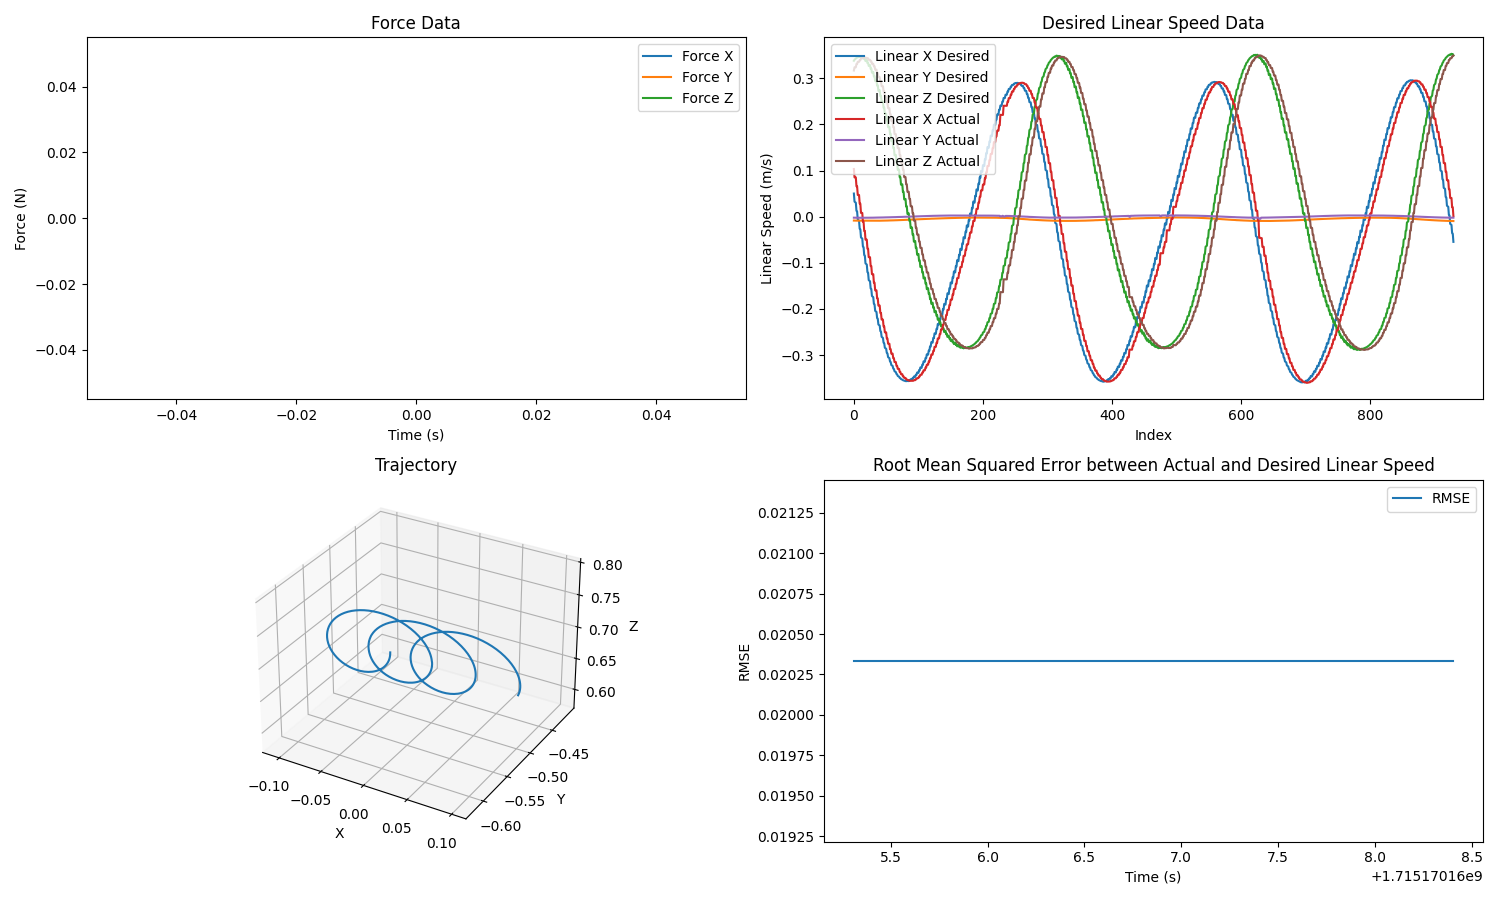 Force Data
Force (N)
0.04
0.02
0.00
−0.02
−0.04
Force X
Force Y
Force Z
−0.04
−0.02
0.00
0.02
0.04
Time (s)
Desired Linear Speed Data
Linear Speed (m/s)
0.3
0.2
0.1
0.0
−0.1
−0.2
−0.3
Linear X Desired
Linear Y Desired
Linear Z Desired
Linear X Actual
Linear Y Actual
Linear Z Actual
0
200
400
600
800
Index
Trajectory
0.80
0.75
0.70
0.65
0.60
Z
−0.45
−0.50
−0.55
−0.60
Y
−0.10
−0.05
0.00
0.05
0.10
X
Root Mean Squared Error between Actual and Desired Linear Speed
RMSE
0.02125
0.02100
0.02075
0.02050
0.02025
0.02000
0.01975
0.01950
0.01925
RMSE
5.5
6.0
6.5
7.0
7.5
8.0
8.5
Time (s)
+1.71517016e9